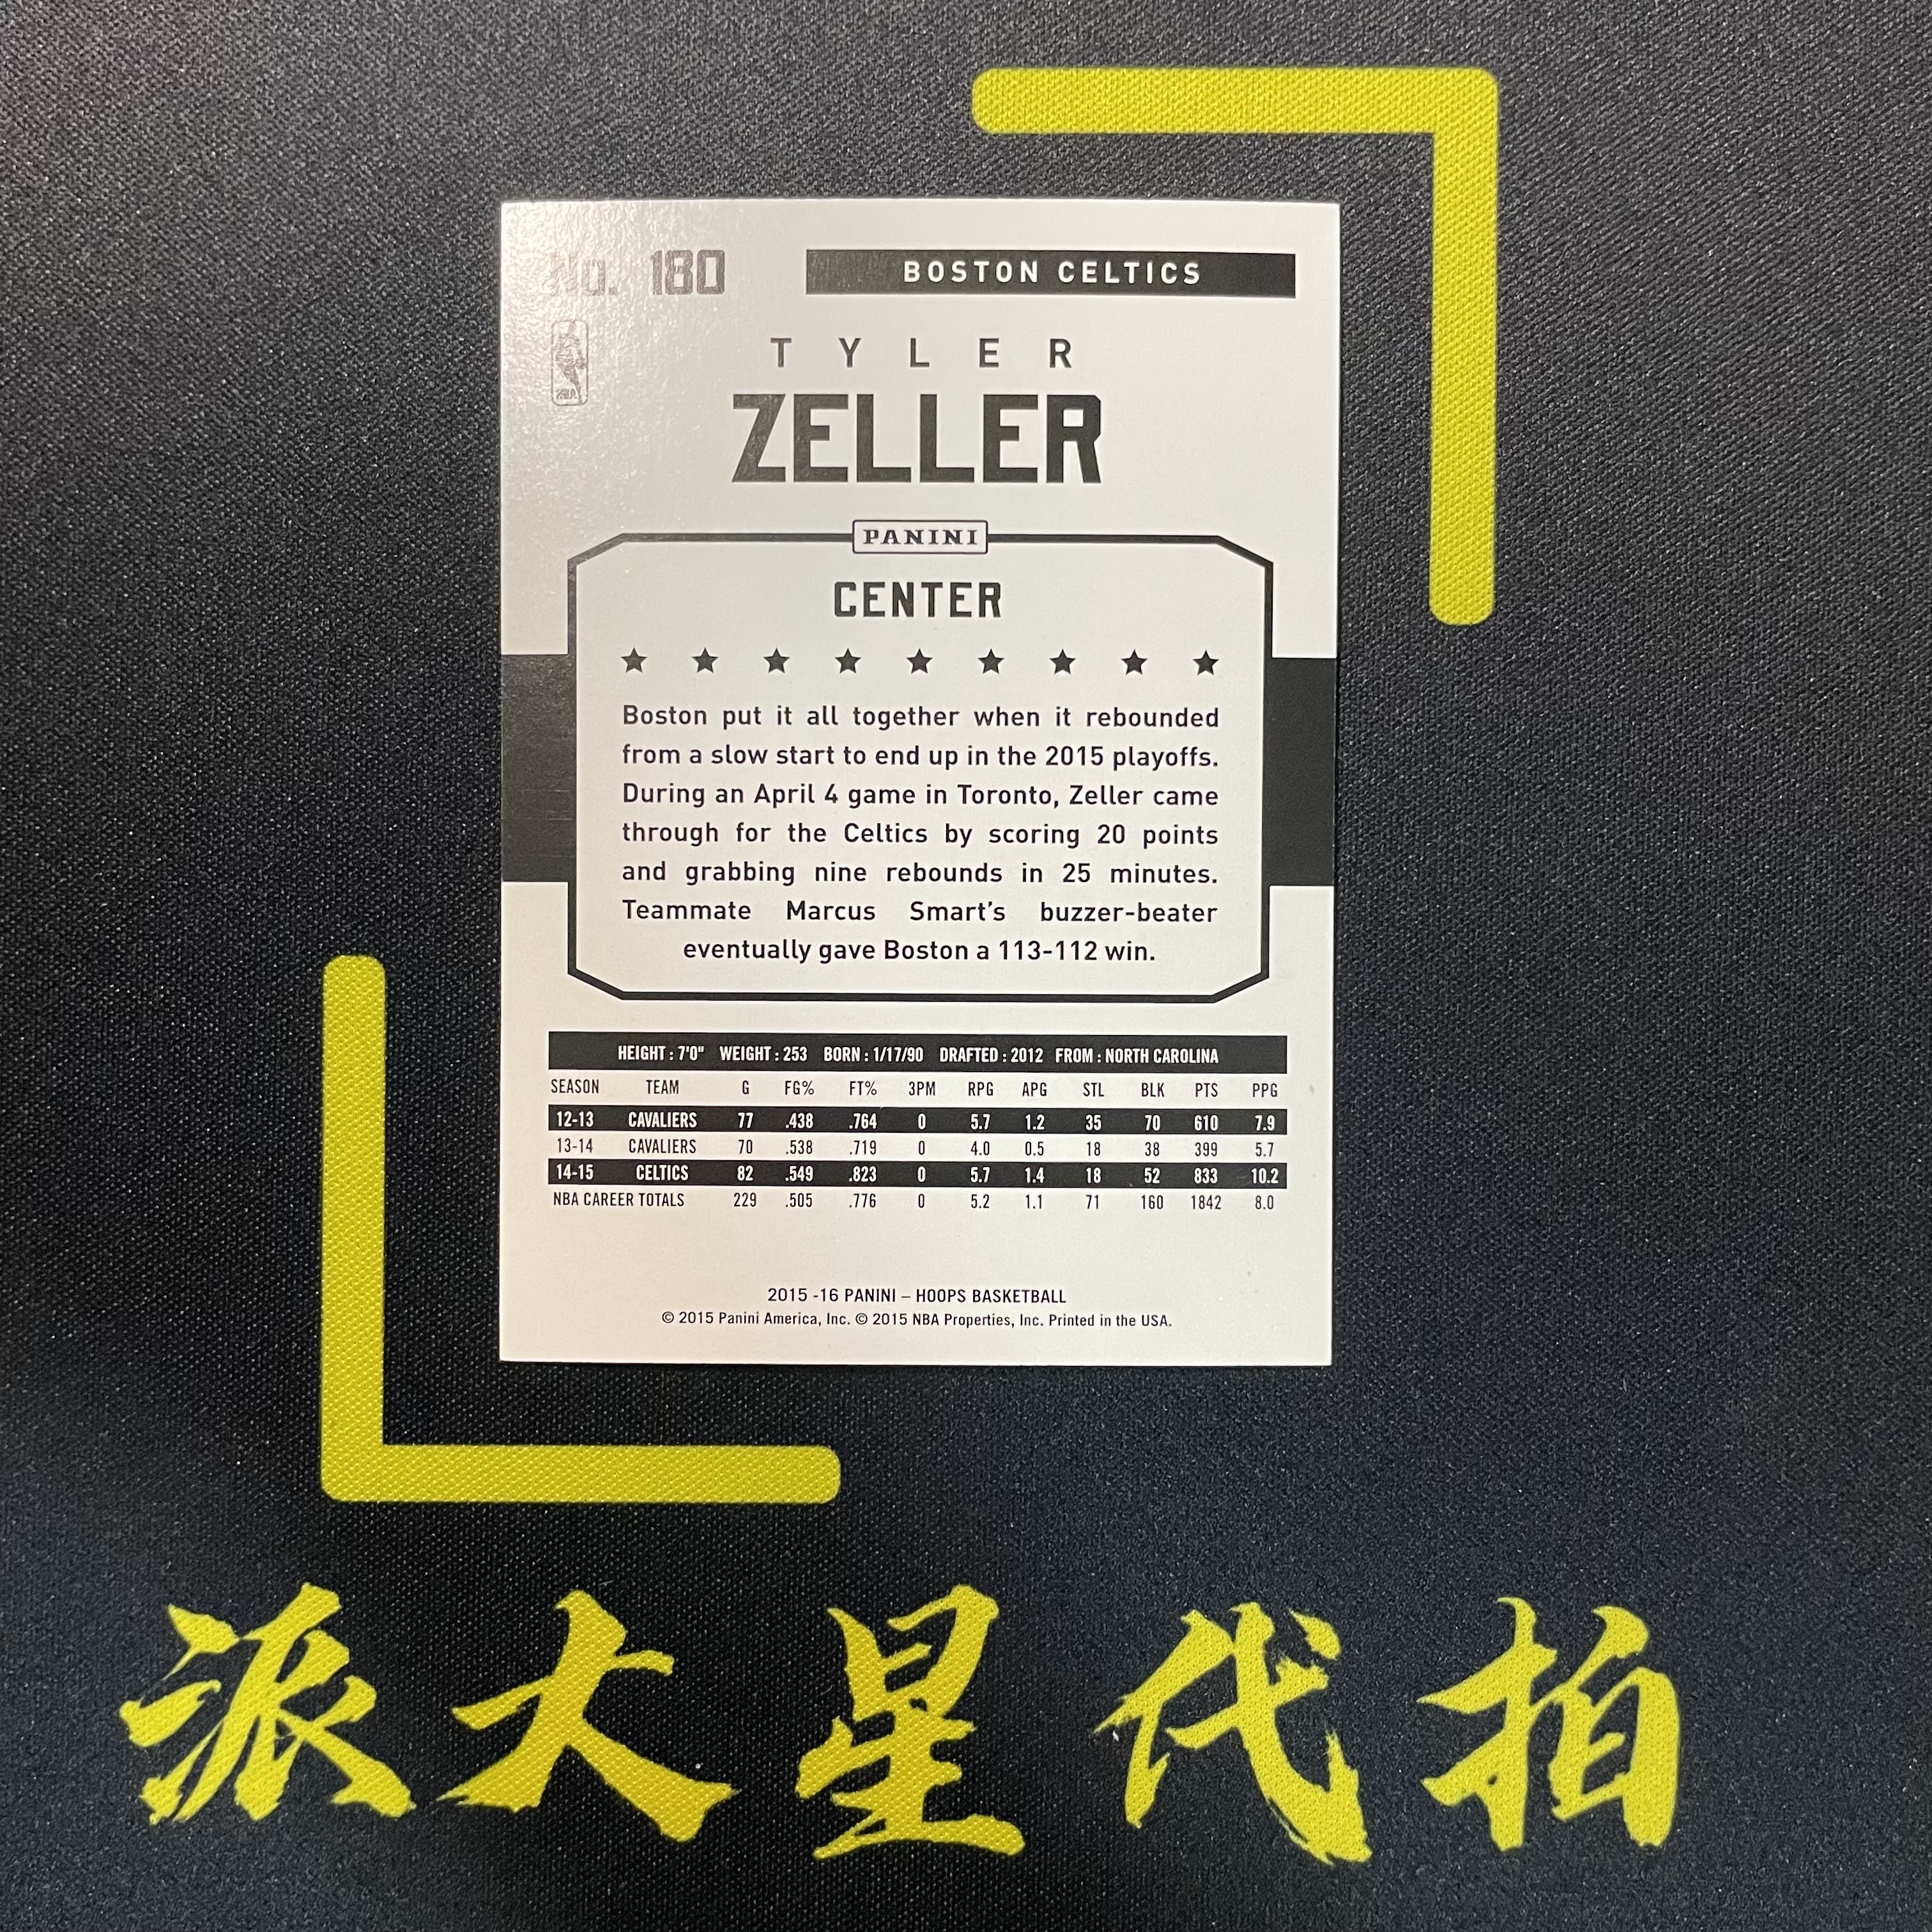 No. 180
BOSTON CELTICS
NBA
TYLER
ZELLER
PANINI
CENTER
Boston put it all together when it rebounded
from a slow start to end up in the 2015 playoffs.
During an April 4 game in Toronto, Zeller came
through for the Celtics by scoring 20 points
and grabbing nine rebounds in 25 minutes.
Teammate Marcus Smart's buzzer-beater
eventually gave Boston a 113-112 win.
HEIGHT : 7'0" WEIGHT : 253 BORN : 1/17/90 DRAFTED : 2012 FROM : NORTH CAROLINA
SEASON TEAM G FG% FT% 3PM RPG APG STL BLK PTS PPG
12-13 CAVALIERS 77 .438 .764 0 5.7 1.2 35 70 610 7.9
13-14 CAVALIERS 70 .538 .719 0 4.0 0.5 18 38 399 5.7
14-15 CELTICS 82 .549 .823 0 5.7 1.4 18 52 833 10.2
NBA CAREER TOTALS 229 .505 .776 0 5.2 1.1 71 160 1842 8.0
2015 -16 PANINI – HOOPS BASKETBALL
© 2015 Panini America, Inc. © 2015 NBA Properties, Inc. Printed in the USA.
派大星代拍